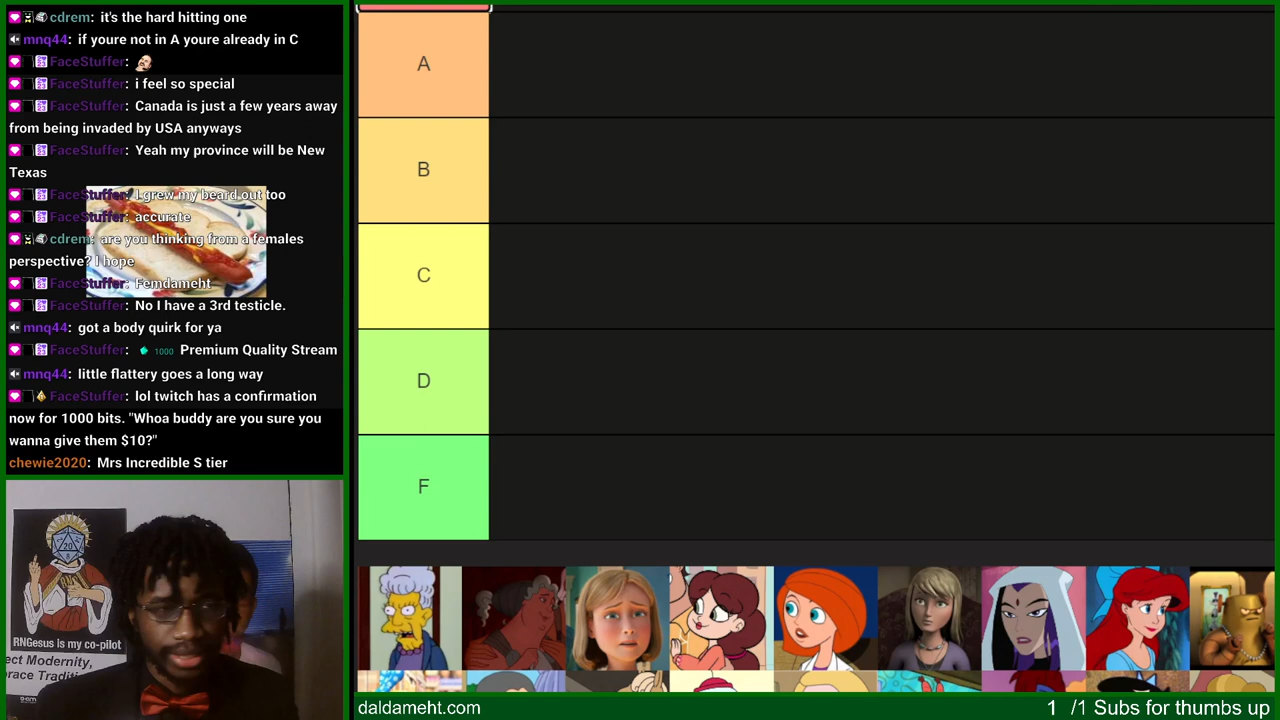 cdrem: it's the hard hitting one
mnq44: if youre not in A youre already in C
FaceStuffer:
FaceStuffer: i feel so special
FaceStuffer: Canada is just a few years away
from being invaded by USA anyways
FaceStuffer: Yeah my province will be New
Texas
FaceStuffer: I grew my beard out too
FaceStuffer: accurate
cdrem: are you thinking from a females
perspective? I hope
FaceStuffer: Femdameht
FaceStuffer: No I have a 3rd testicle.
mnq44: got a body quirk for ya
FaceStuffer: 1000 Premium Quality Stream
mnq44: little flattery goes a long way
FaceStuffer: lol twitch has a confirmation
now for 1000 bits. "Whoa buddy are you sure you
wanna give them $10?"
chewie2020: Mrs Incredible S tier
20
RNGesus is my co-pilot
ect Modernity,
brace Traditi
A
B
C
D
F
daldameht.com
1 /1 Subs for thumbs up